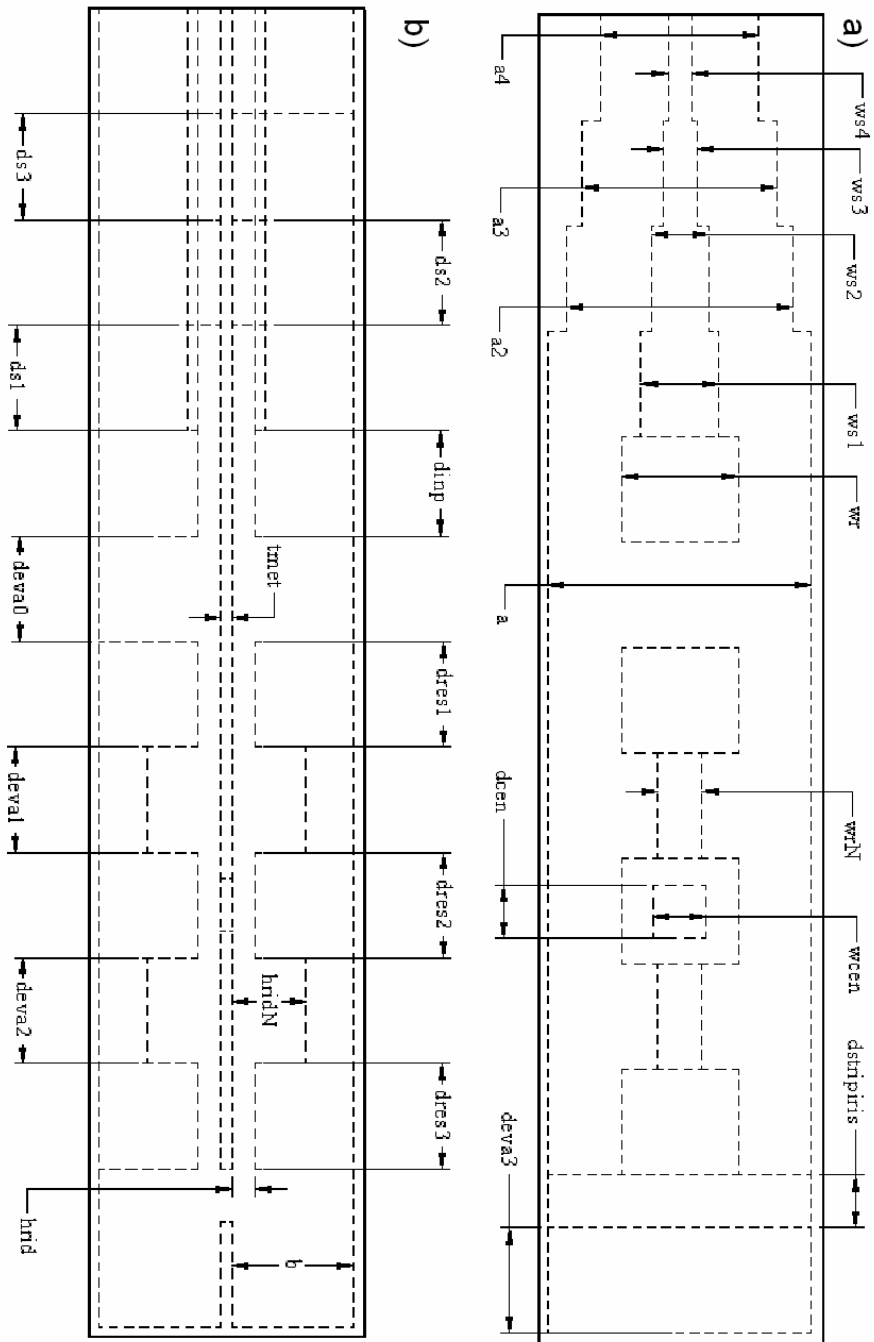 a)
a4
ws4
ws3
a3
ws2
a2
ws1
wr
a
dcen
wrN
wcen
dstripiris
deva3
b)
ds3
ds2
ds1
dinp
deva0
tmet
dres1
deva1
dres2
deva2
hridN
dres3
hrid
b